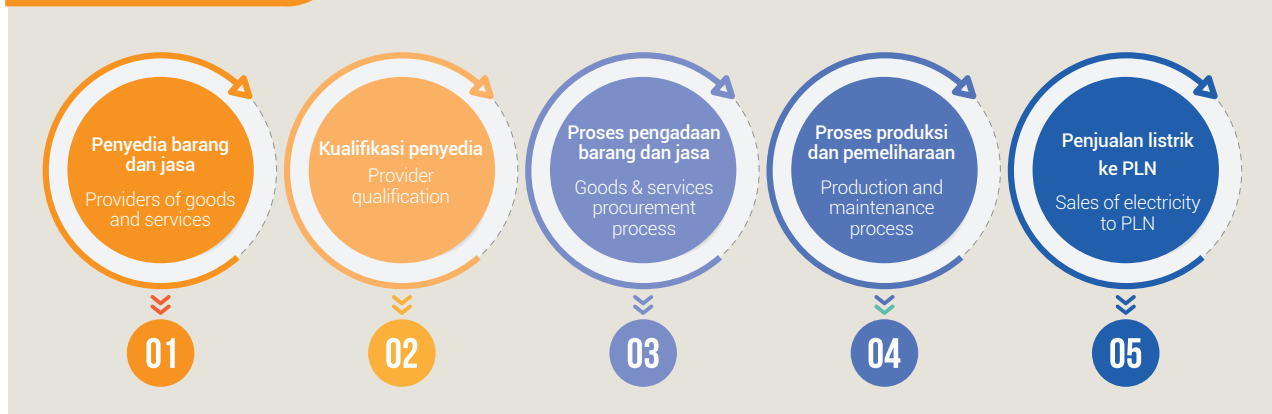 Penyedia barang
dan jasa
Providers of goods
and services
01
Kualifikasi penyedia
Provider
qualification
02
Proses pengadaan
barang dan jasa
Goods & services
procurement
process
03
Proses produksi
dan pemeliharaan
Production and
maintenance
process
04
Penjualan listrik
ke PLN
Sales of electricity
to PLN
05